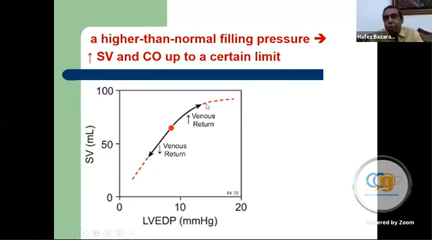 a higher-than-normal filling pressure ➔
↑ SV and CO up to a certain limit
Hafez Bazara
100
50
0
SV (mL)
↑ Venous
Return
↓ Venous
Return
0
10
20
LVEDP (mmHg)
Powered by Zoom